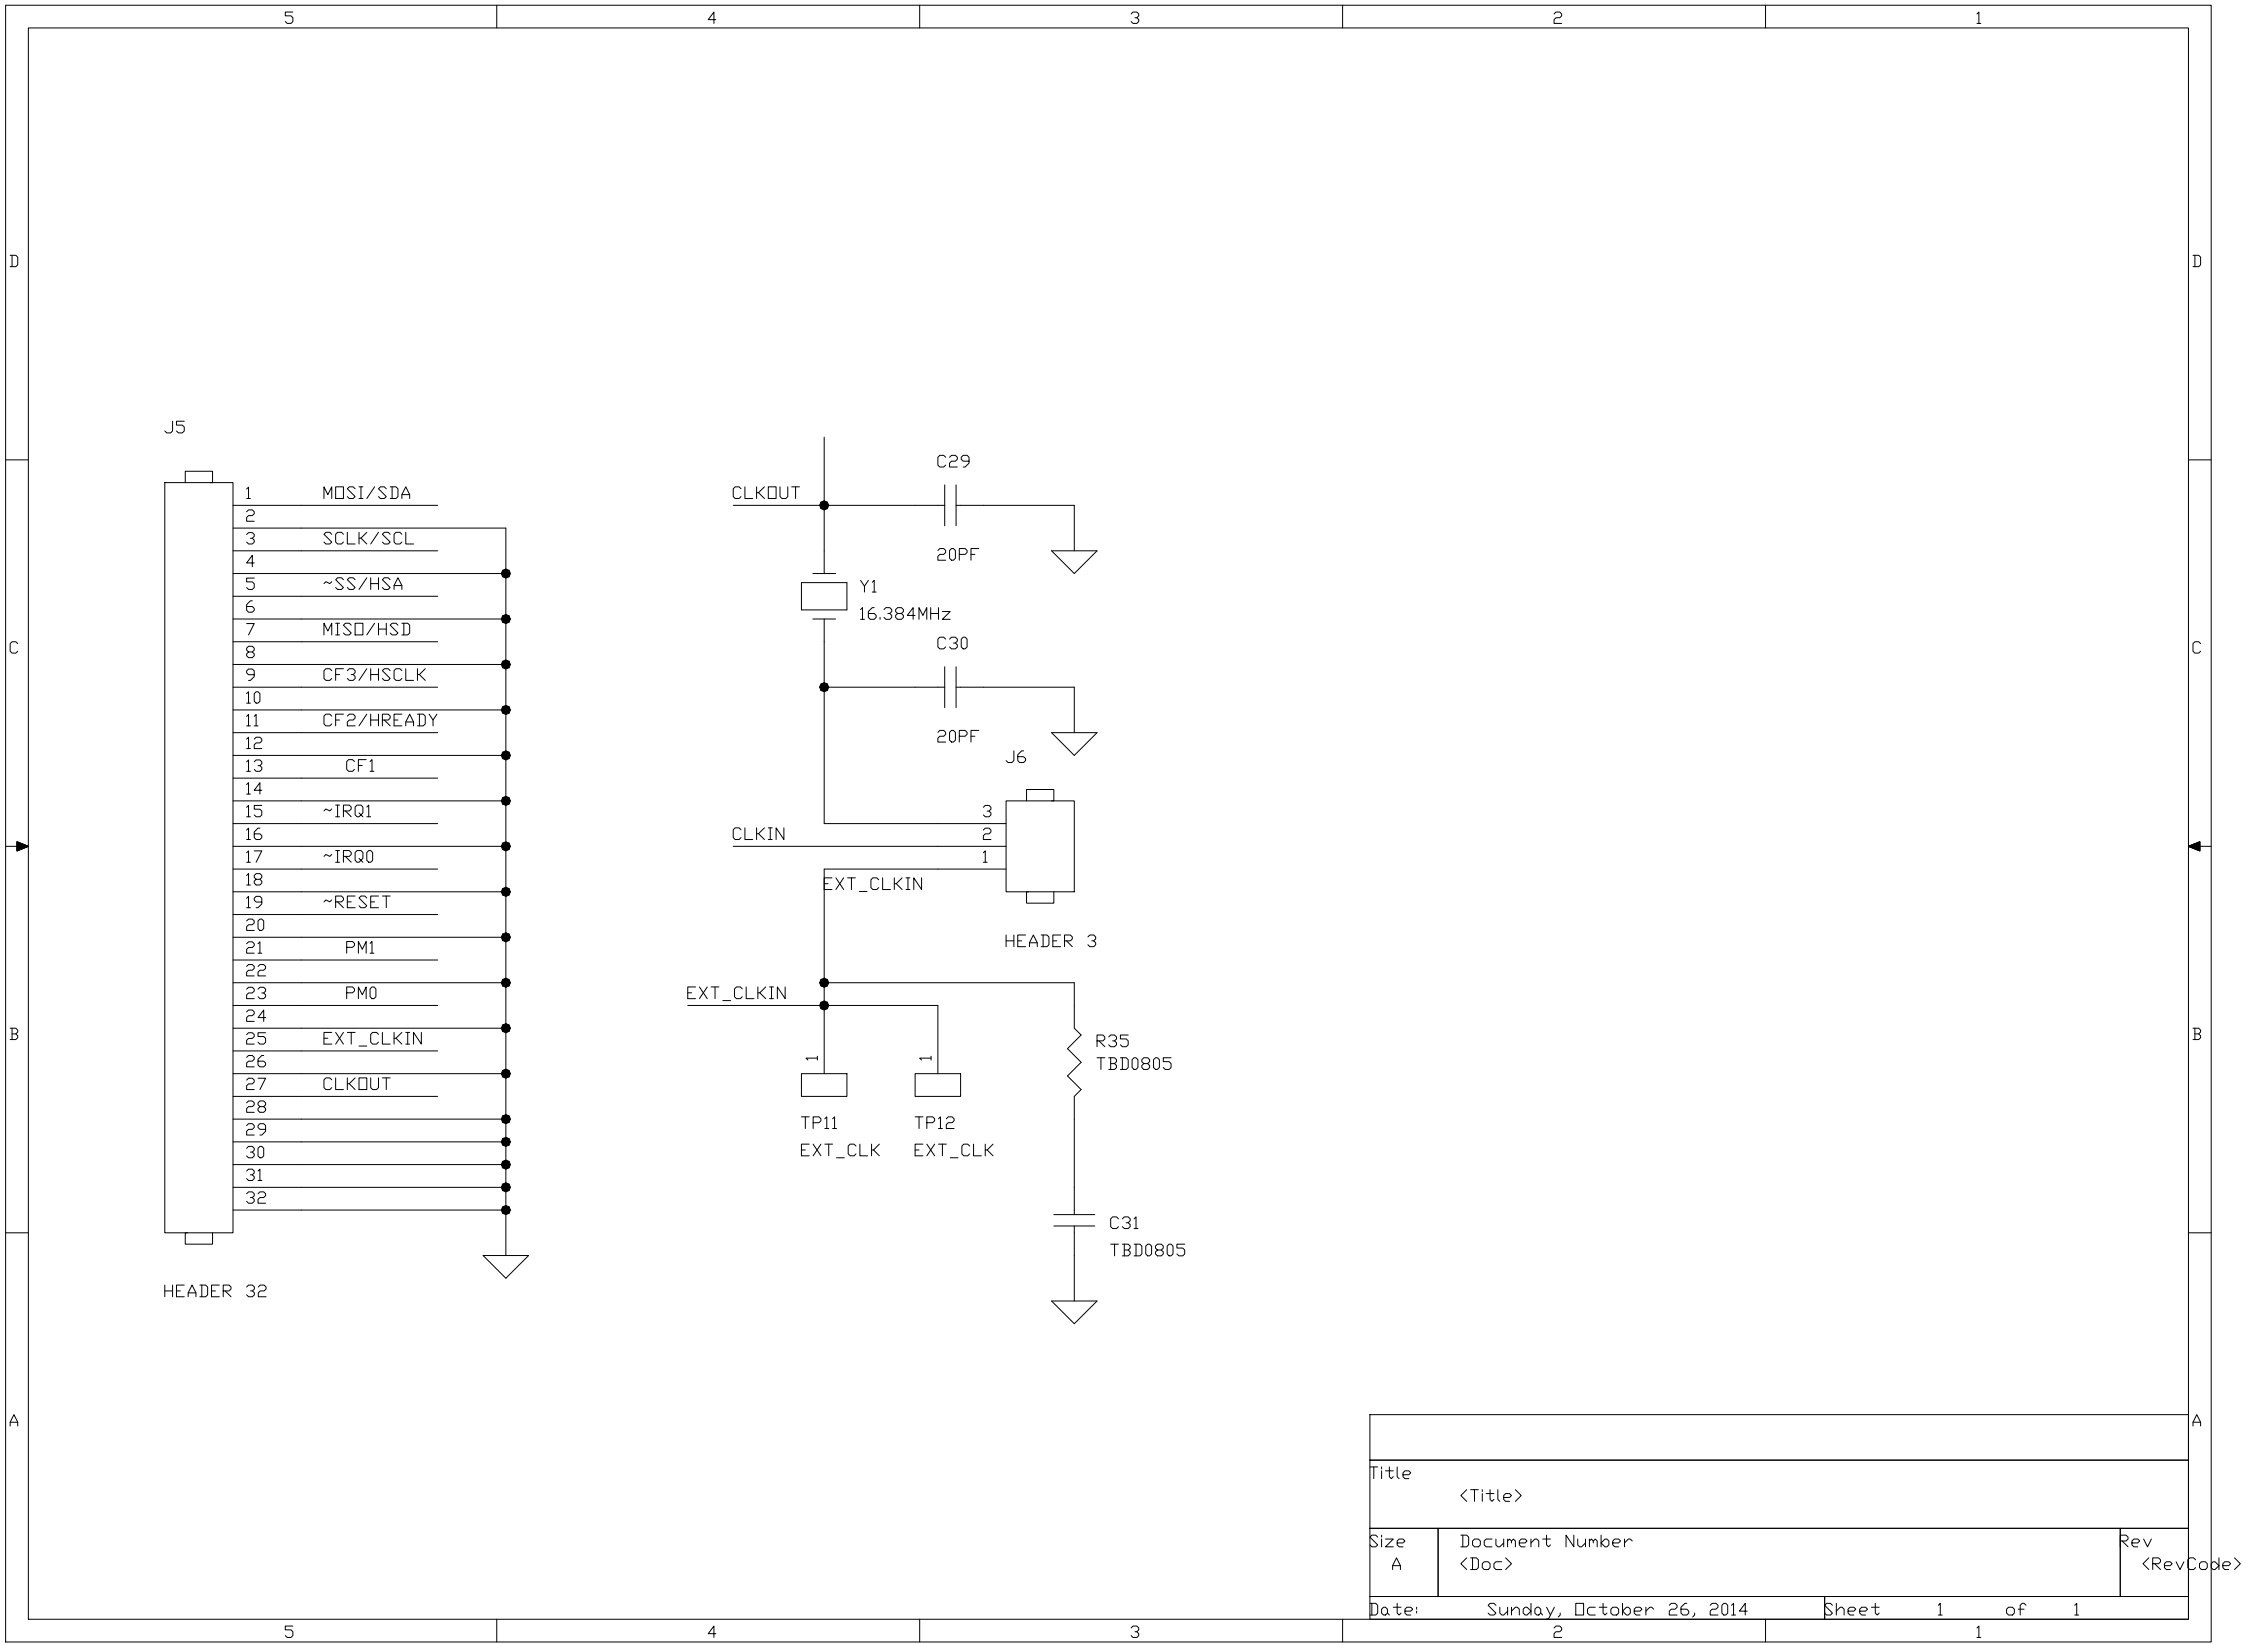 5 4 3 2 1
D D
J5
1 MOSI/SDA
2
3 SCLK/SCL
4
5 ~SS/HSA
6
7 MISO/HSD
8
9 CF3/HSCLK
10
11 CF2/HREADY
12
13 CF1
14
15 ~IRQ1
16
17 ~IRQ0
18
19 ~RESET
20
21 PM1
22
23 PM0
24
25 EXT_CLKIN
26
27 CLKOUT
28
29
30
31
32
HEADER 32
C29
CLKOUT
20PF
Y1
16.384MHz
C30
20PF
C C
J6
3
CLKIN 2
1
EXT_CLKIN
HEADER 3
EXT_CLKIN
1 1
R35
TBD0805
TP11 TP12
EXT_CLK EXT_CLK
C31
TBD0805
B B
A A
Title
<Title>
Size Document Number Rev
A <Doc> <RevCode>
Date: Sunday, October 26, 2014 Sheet 1 of 1
5 4 3 2 1